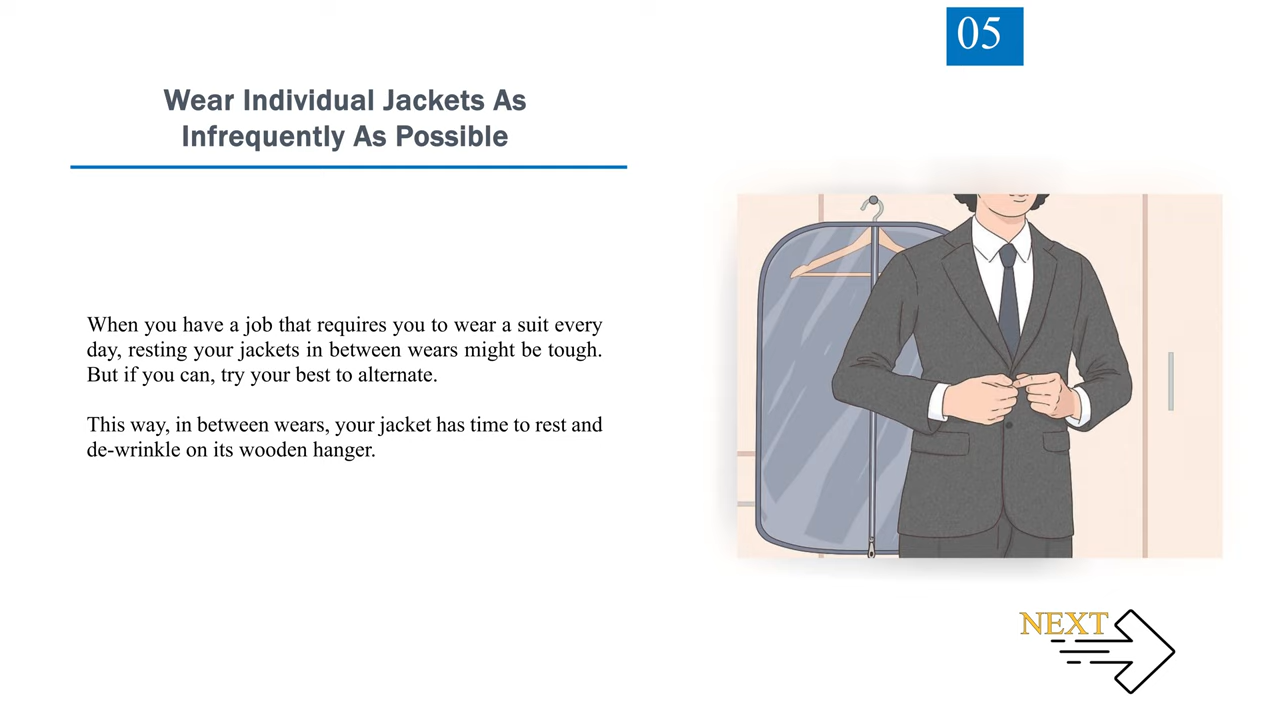 05
Wear Individual Jackets As
Infrequently As Possible
When you have a job that requires you to wear a suit every
day, resting your jackets in between wears might be tough.
But if you can, try your best to alternate.
This way, in between wears, your jacket has time to rest and
de-wrinkle on its wooden hanger.
NEXT